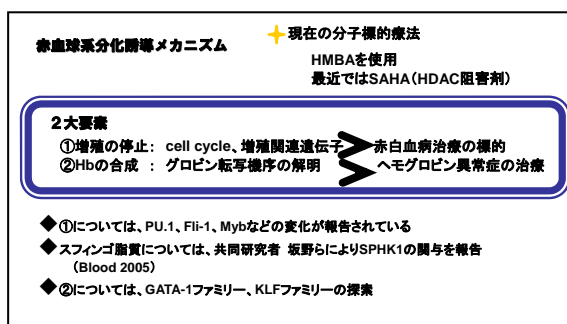 赤血球系分化誘導メカニズム
現在の分子標的療法
HMBAを使用
最近ではSAHA(HDAC阻害剤)
2大要素
①増殖の停止: cell cycle、増殖関連遺伝子 赤白血病治療の標的
②Hbの合成 : グロビン転写機序の解明 ヘモグロビン異常症の治療
◆①については、PU.1、Fli-1、Mybなどの変化が報告されている
◆スフィンゴ脂質については、共同研究者 坂野らによりSPHK1の関与を報告
(Blood 2005)
◆②については、GATA-1ファミリー、KLFファミリーの探索